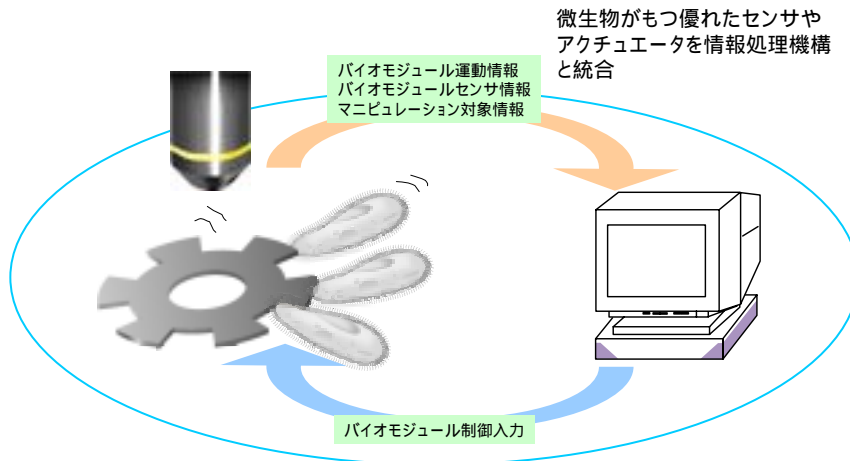 微生物がもつ優れたセンサや
アクチュエータを情報処理機構
と統合
バイオモジュール運動情報
バイオモジュールセンサ情報
マニピュレーション対象情報
バイオモジュール制御入力